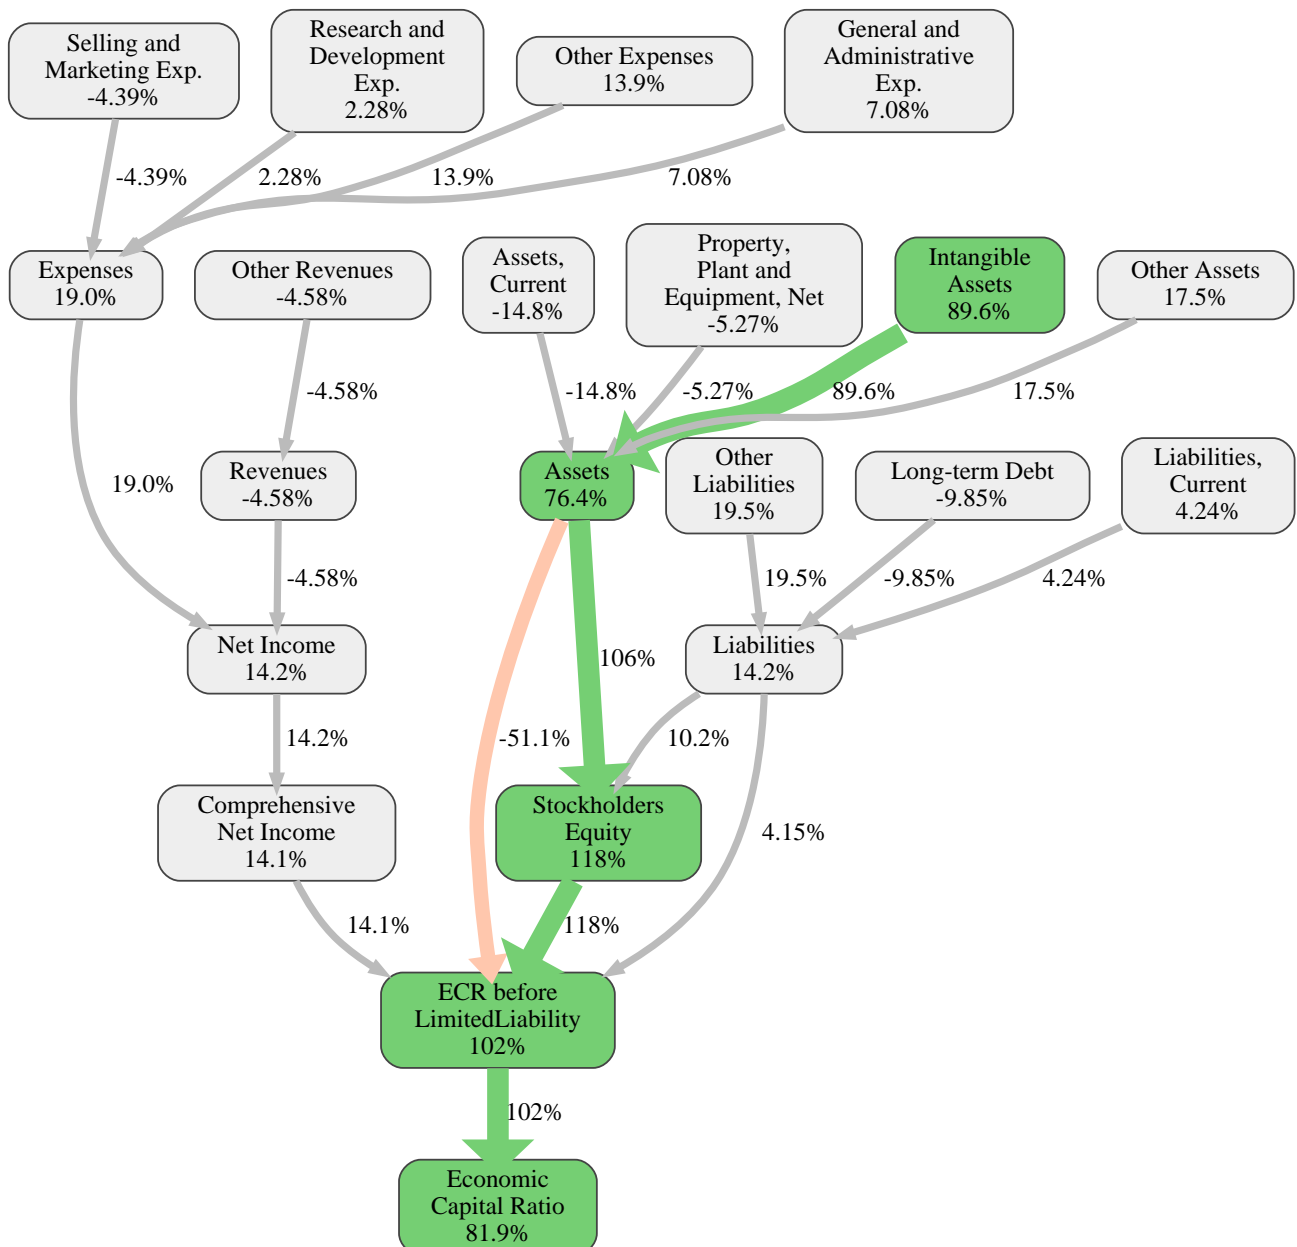 Selling and
Marketing Exp.
-4.39%
Research and
Development
Exp.
2.28%
Other Expenses
13.9%
General and
Administrative
Exp.
7.08%
-4.39%
2.28%
13.9%
7.08%
Expenses
19.0%
Other Revenues
-4.58%
Assets,
Current
-14.8%
Property,
Plant and
Equipment, Net
-5.27%
Intangible
Assets
89.6%
Other Assets
17.5%
-4.58%
-14.8%
-5.27%
89.6%
17.5%
19.0%
Revenues
-4.58%
Assets
76.4%
Other
Liabilities
19.5%
Long-term Debt
-9.85%
Liabilities,
Current
4.24%
-4.58%
19.5%
-9.85%
4.24%
Net Income
14.2%
106%
Liabilities
14.2%
14.2%
-51.1%
10.2%
Comprehensive
Net Income
14.1%
Stockholders
Equity
118%
4.15%
14.1%
118%
ECR before
LimitedLiability
102%
102%
Economic
Capital Ratio
81.9%